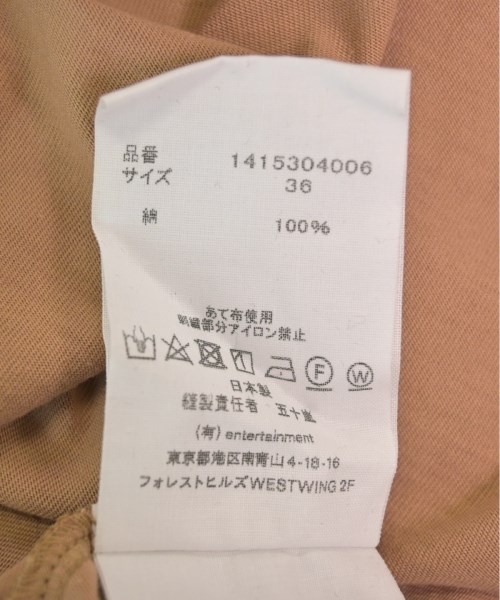 品番 1415304006
サイズ 36
綿 100%
あて布使用
刺繍部分アイロン禁止
F W
日本製
縫製責任者 五十嵐
(有) entertainment
東京都港区南青山4-18-16
フォレストヒルズWESTWING 2F